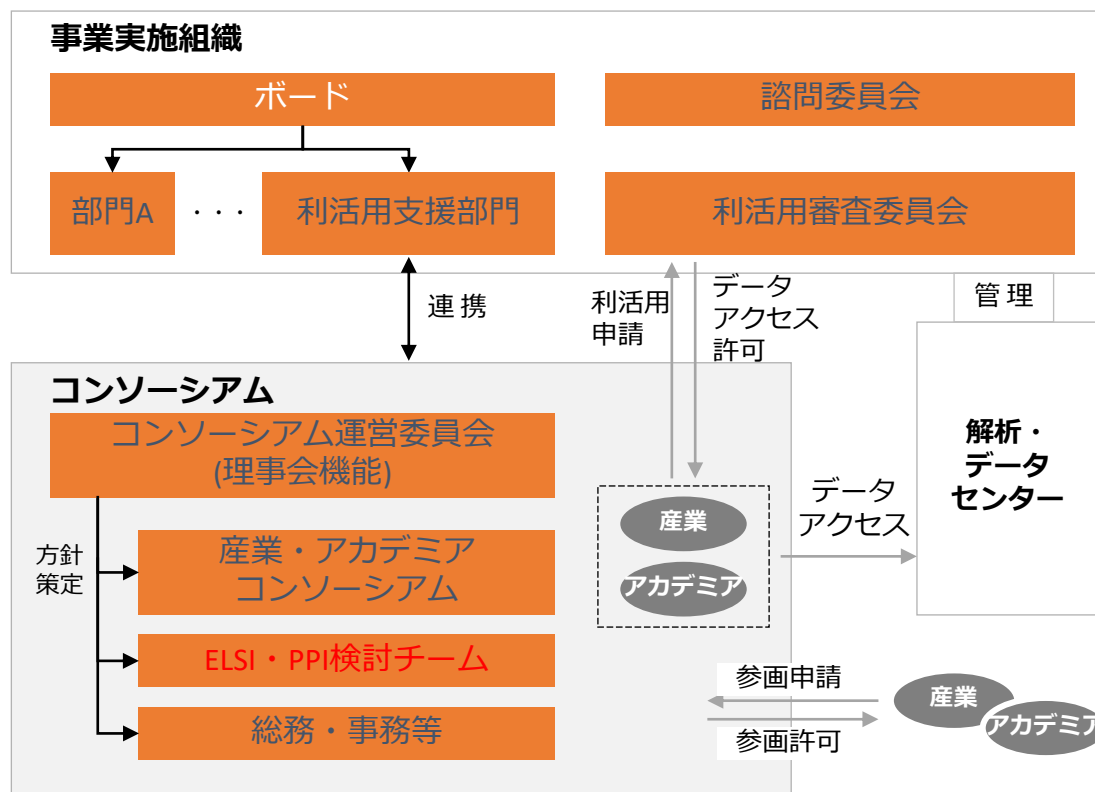 事業実施組織
ボード
諮問委員会
部門A
・・・
利活用支援部門
利活用審査委員会
連 携
利活用
申請
データ
アクセス
許可
管 理
コンソーシアム
コンソーシアム運営委員会
(理事会機能)
方針
策定
産業・アカデミア
コンソーシアム
ELSI・PPI検討チーム
総務・事務等
産業
アカデミア
データ
アクセス
解析・
データ
センター
参画申請
参画許可
産業
アカデミア